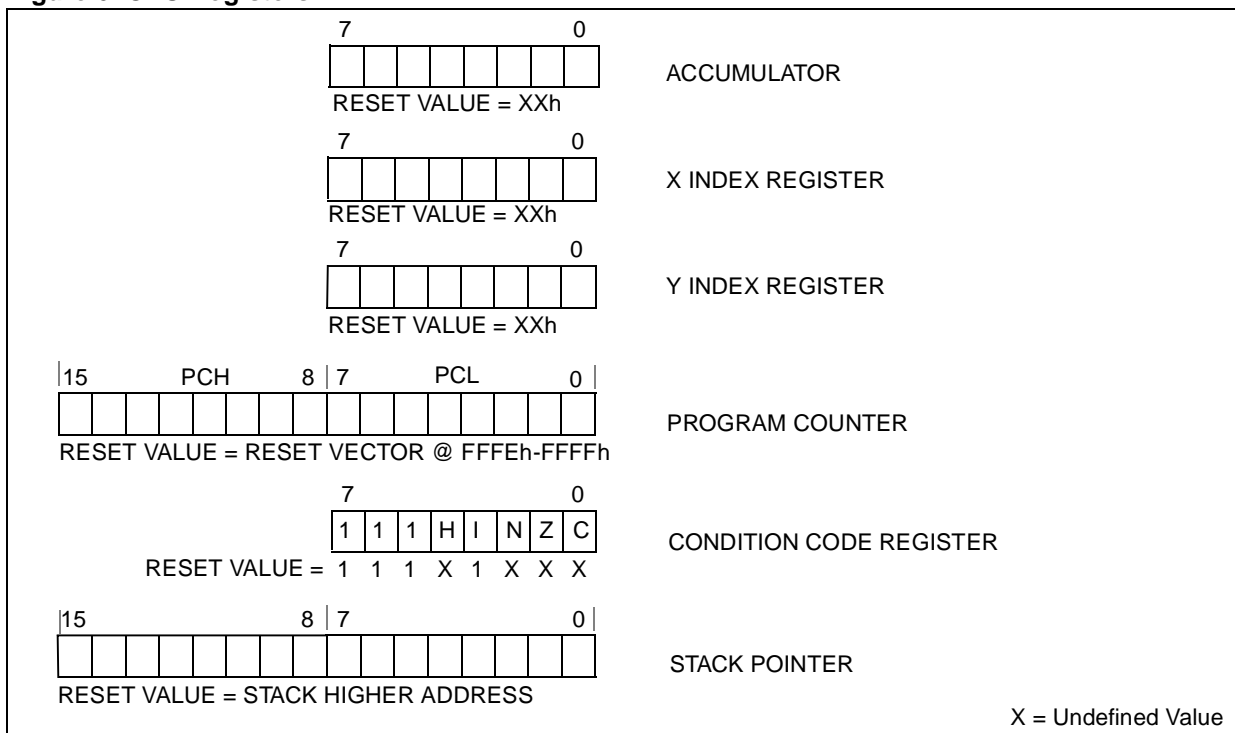 7 0
ACCUMULATOR
RESET VALUE = XXh
7 0
X INDEX REGISTER
RESET VALUE = XXh
7 0
Y INDEX REGISTER
RESET VALUE = XXh
15 PCH 8 7 PCL 0
PROGRAM COUNTER
RESET VALUE = RESET VECTOR @ FFFEh-FFFFh
7 0
1 1 1 H I N Z C
CONDITION CODE REGISTER
RESET VALUE = 1 1 1 X 1 X X X
15 8 7 0
STACK POINTER
RESET VALUE = STACK HIGHER ADDRESS
X = Undefined Value